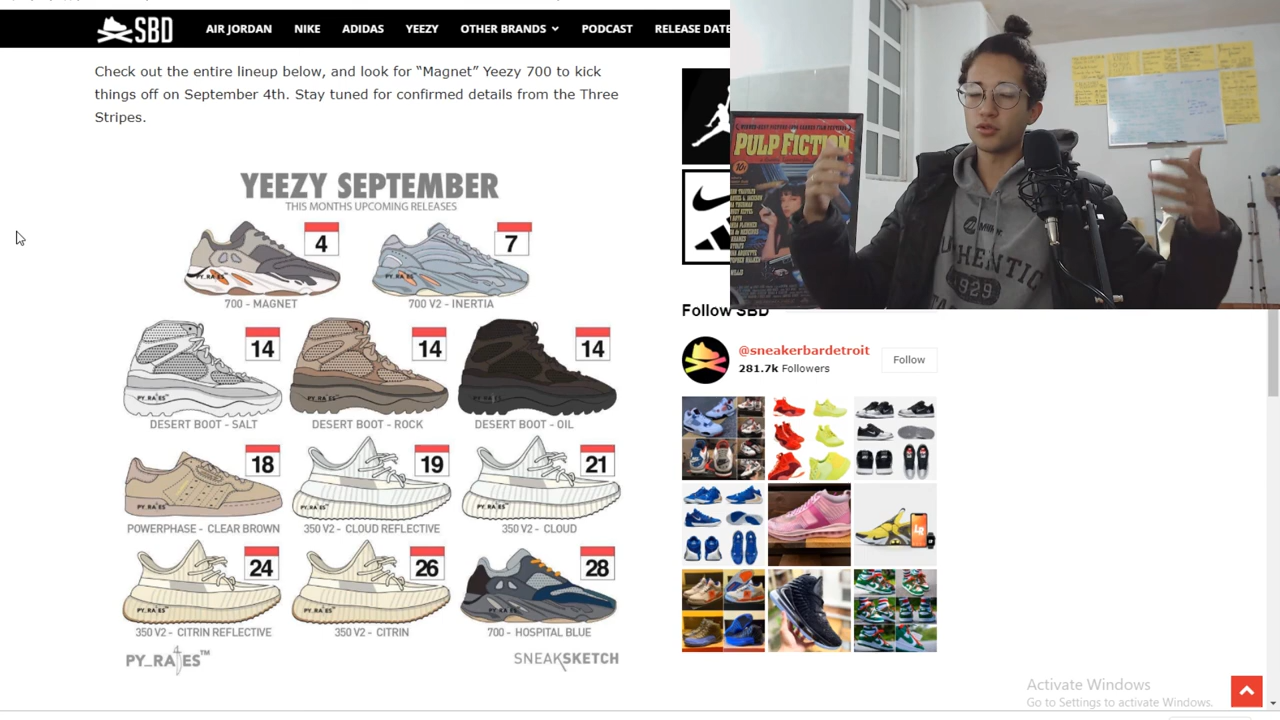 SBD
AIR JORDAN
NIKE
ADIDAS
YEEZY
OTHER BRANDS
PODCAST
RELEASE DATE
Check out the entire lineup below, and look for “Magnet” Yeezy 700 to kick
things off on September 4th. Stay tuned for confirmed details from the Three
Stripes.
YEEZY SEPTEMBER
THIS MONTHS UPCOMING RELEASES
4
7
700 - MAGNET
700 V2 - INERTIA
14
14
14
DESERT BOOT - SALT
DESERT BOOT - ROCK
DESERT BOOT - OIL
18
19
21
POWERPHASE - CLEAR BROWN
350 V2 - CLOUD REFLECTIVE
350 V2 - CLOUD
24
26
28
350 V2 - CITRIN REFLECTIVE
350 V2 - CITRIN
700 - HOSPITAL BLUE
PY_RATES™
SNEAKSKETCH
PULP FICTION
10¢
AUTHENTIC
929
Follow SBD
@sneakerbardetroit
281.7k Followers
Follow
Activate Windows
Go to Settings to activate Windows.